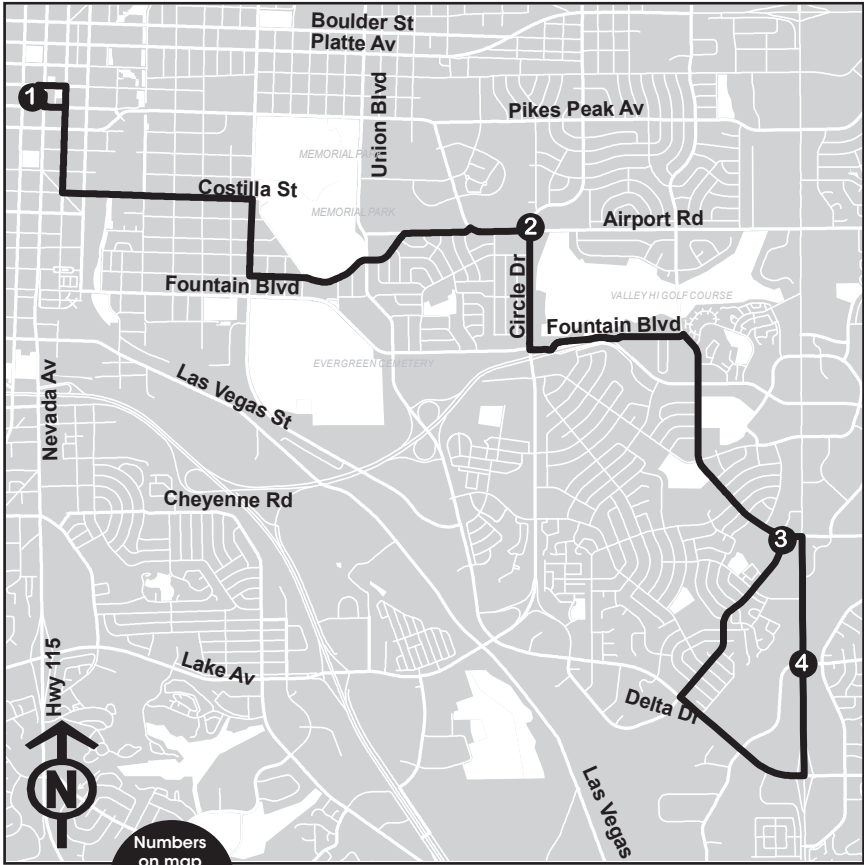 Boulder St
Platte Av
1
Union Blvd
Pikes Peak Av
MEMORIAL PARK
Costilla St
MEMORIAL PARK
2
Airport Rd
Circle Dr
Fountain Blvd
VALLEY HI GOLF COURSE
Fountain Blvd
EVERGREEN CEMETERY
Nevada Av
Las Vegas St
Cheyenne Rd
3
Hwy 115
Lake Av
4
Delta Dr
N
Las Vegas
Numbers
on map